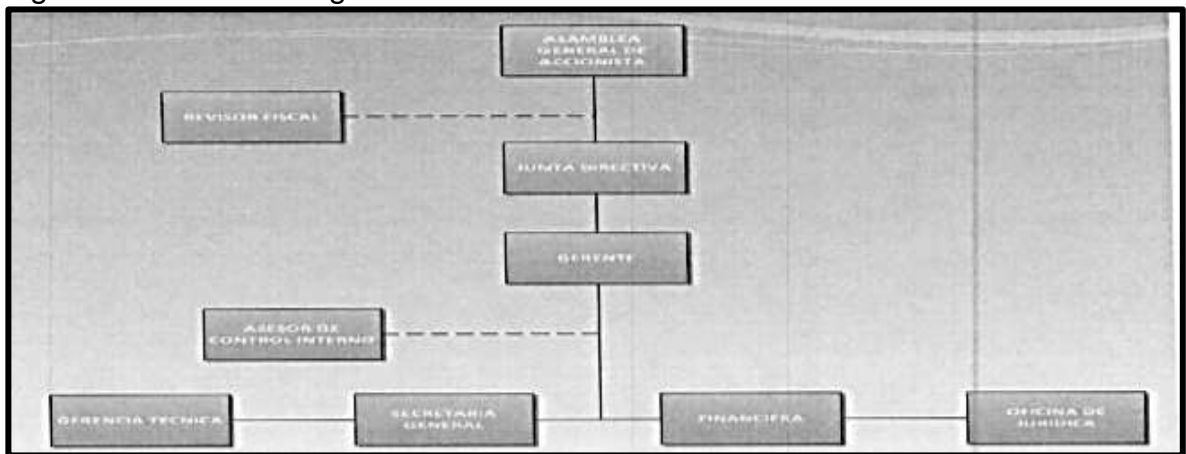 ASAMBLEA
GENERAL DE
ACCIONISTA
REVISOR FISCAL
JUNTA DIRECTIVA
GERENTE
ASESOR DE
CONTROL INTERNO
GERENCIA TECNICA
SECRETARIA
GENERAL
FINANCIERA
OFICINA DE
JURIDICA